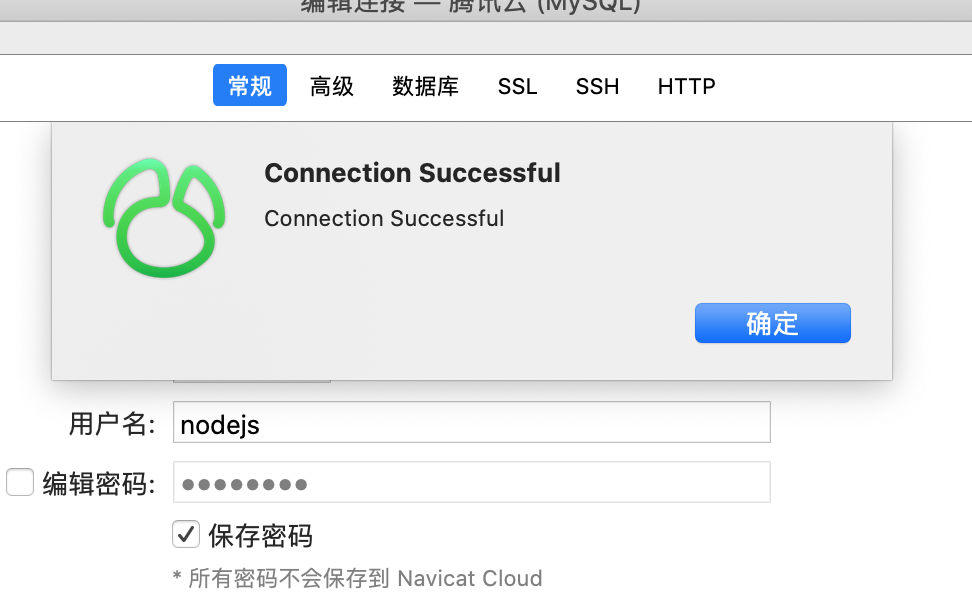 编辑连接 — 腾讯云 (MySQL)
常规 高级 数据库 SSL SSH HTTP
Connection Successful
Connection Successful
确定
用户名: nodejs
编辑密码: ●●●●●●●●
保存密码
* 所有密码不会保存到 Navicat Cloud